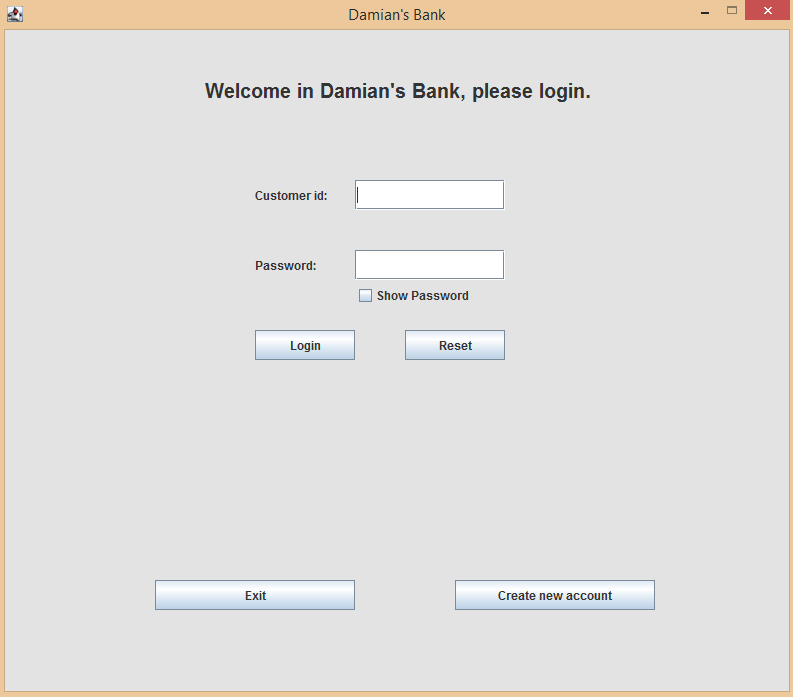 Damian's Bank
Welcome in Damian's Bank, please login.
Customer id:
Password:
Show Password
Login Reset
Exit Create new account